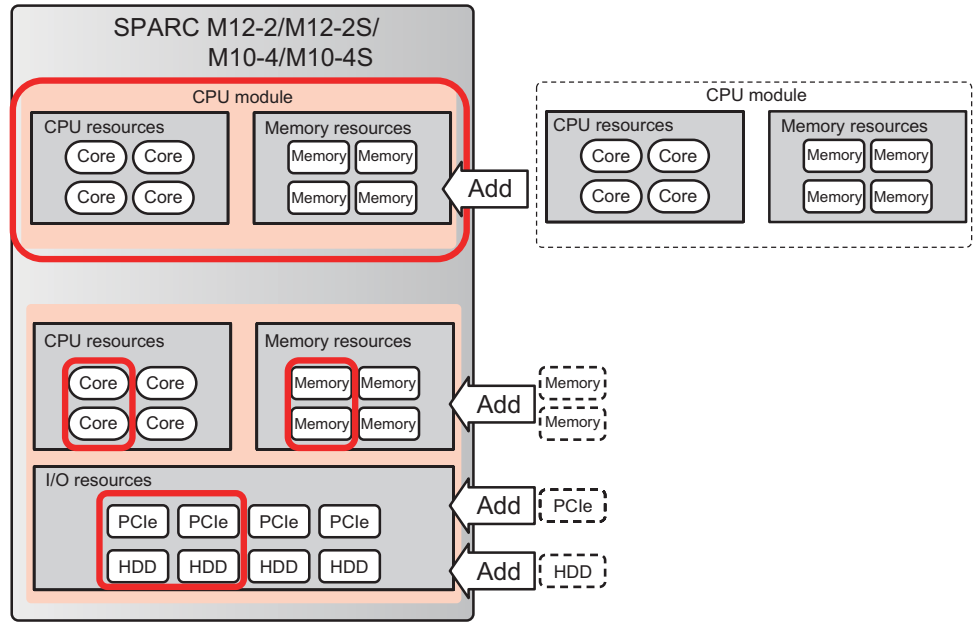 SPARC M12-2/M12-2S/
M10-4/M10-4S
CPU module
CPU resources
Core Core
Core Core
Memory resources
Memory Memory
Memory Memory
Add
CPU module
CPU resources
Core Core
Core Core
Memory resources
Memory Memory
Memory Memory
CPU resources
Core Core
Core Core
Memory resources
Memory Memory
Memory Memory
Add
Memory
Memory
I/O resources
PCIe PCIe PCIe PCIe
HDD HDD HDD HDD
Add
PCIe
Add
HDD